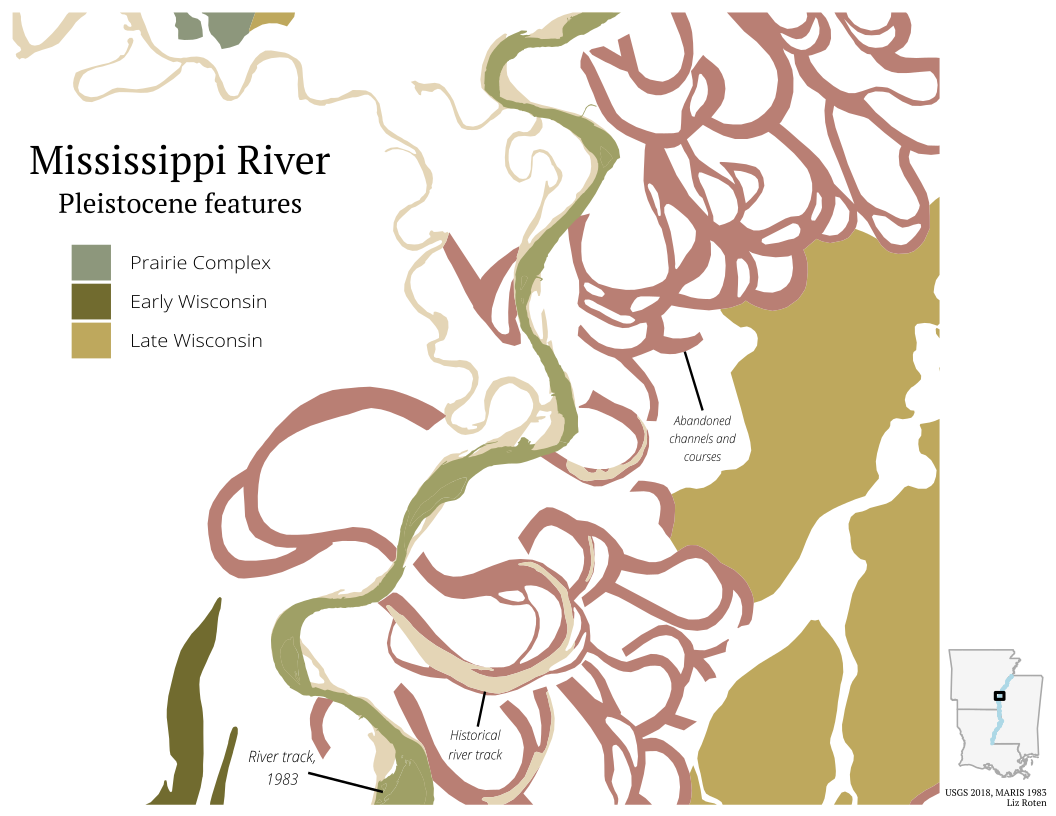 Mississippi River
Pleistocene features
Prairie Complex
Early Wisconsin
Late Wisconsin
Abandoned
channels and
courses
Historical
river track
River track,
1983
USGS 2018, MARIS 1983
Liz Roten